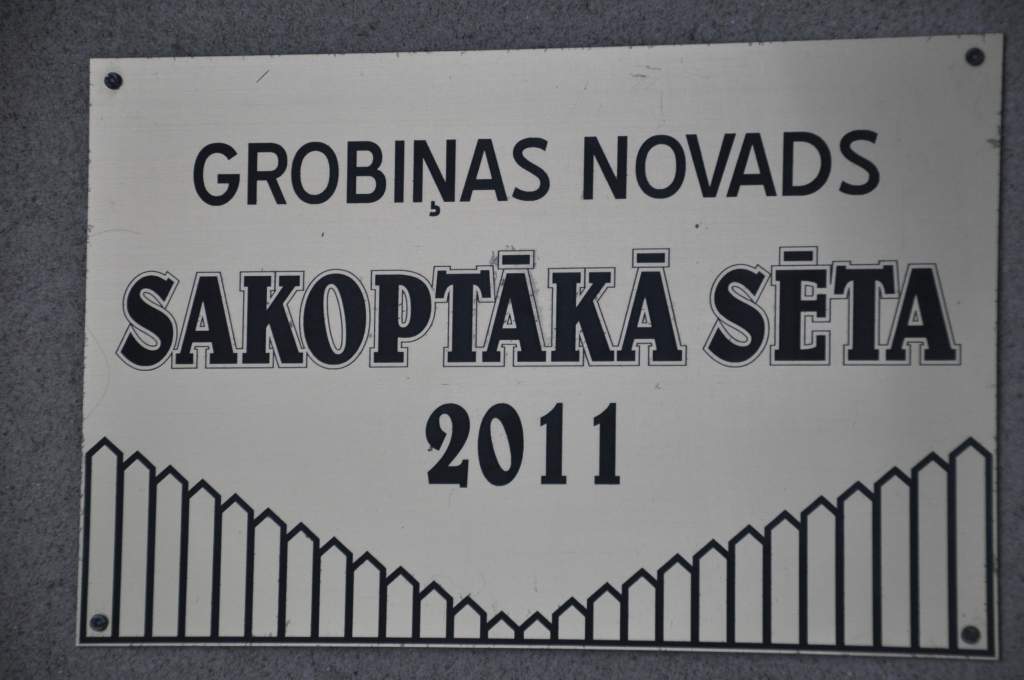 GROBIŅAS NOVADS
SAKOPTĀKĀ SĒTA
2011